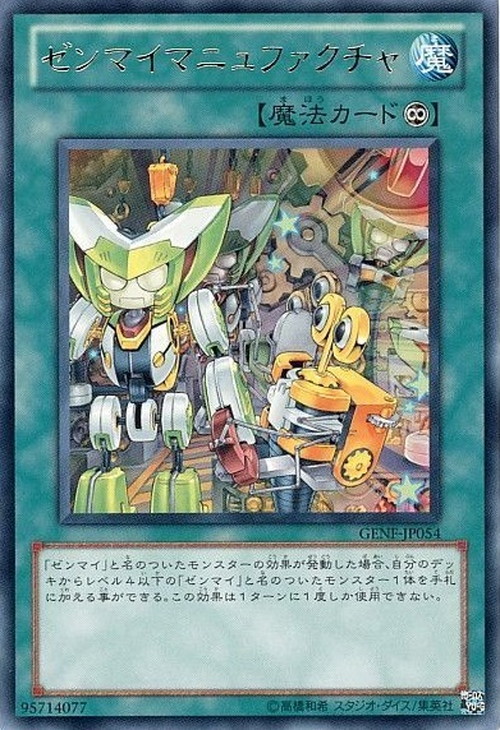 ゼンマイマニュファクチャ 魔
【魔法カード∞】
GENF-JP054
「ゼンマイ」と名のついたモンスターの効果が発動した場合、自分のデッ
キからレベル４以下の「ゼンマイ」と名のついたモンスター１体を手札
に加える事ができる。この効果は１ターンに１度しか使用できない。
95714077 ©高橋和希 スタジオ・ダイス/集英社